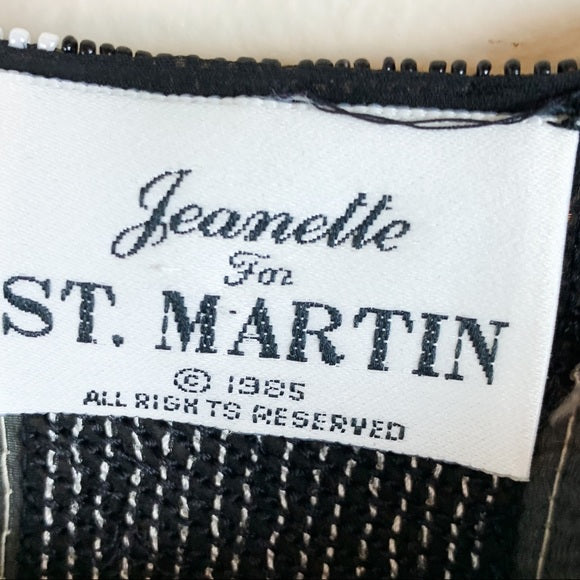 Jeanette
For
ST. MARTIN
© 1985
ALL RIGHTS RESERVED